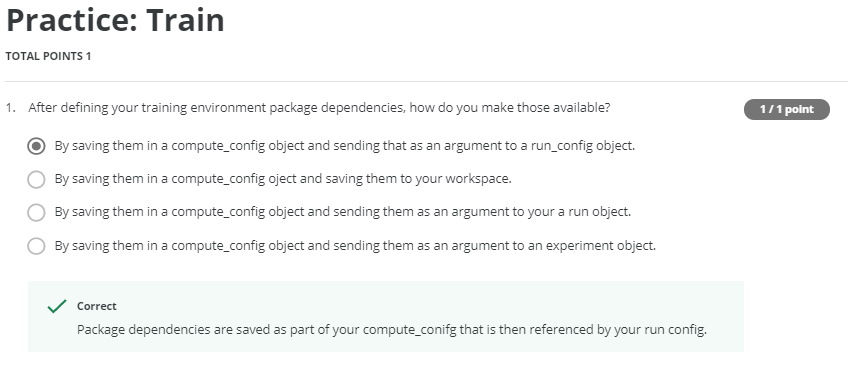 Practice: Train
TOTAL POINTS 1
1. After defining your training environment package dependencies, how do you make those available?
1 / 1 point
By saving them in a compute_config object and sending that as an argument to a run_config object.
By saving them in a compute_config oject and saving them to your workspace.
By saving them in a compute_config object and sending them as an argument to your a run object.
By saving them in a compute_config object and sending them as an argument to an experiment object.
Correct
Package dependencies are saved as part of your compute_conifg that is then referenced by your run config.